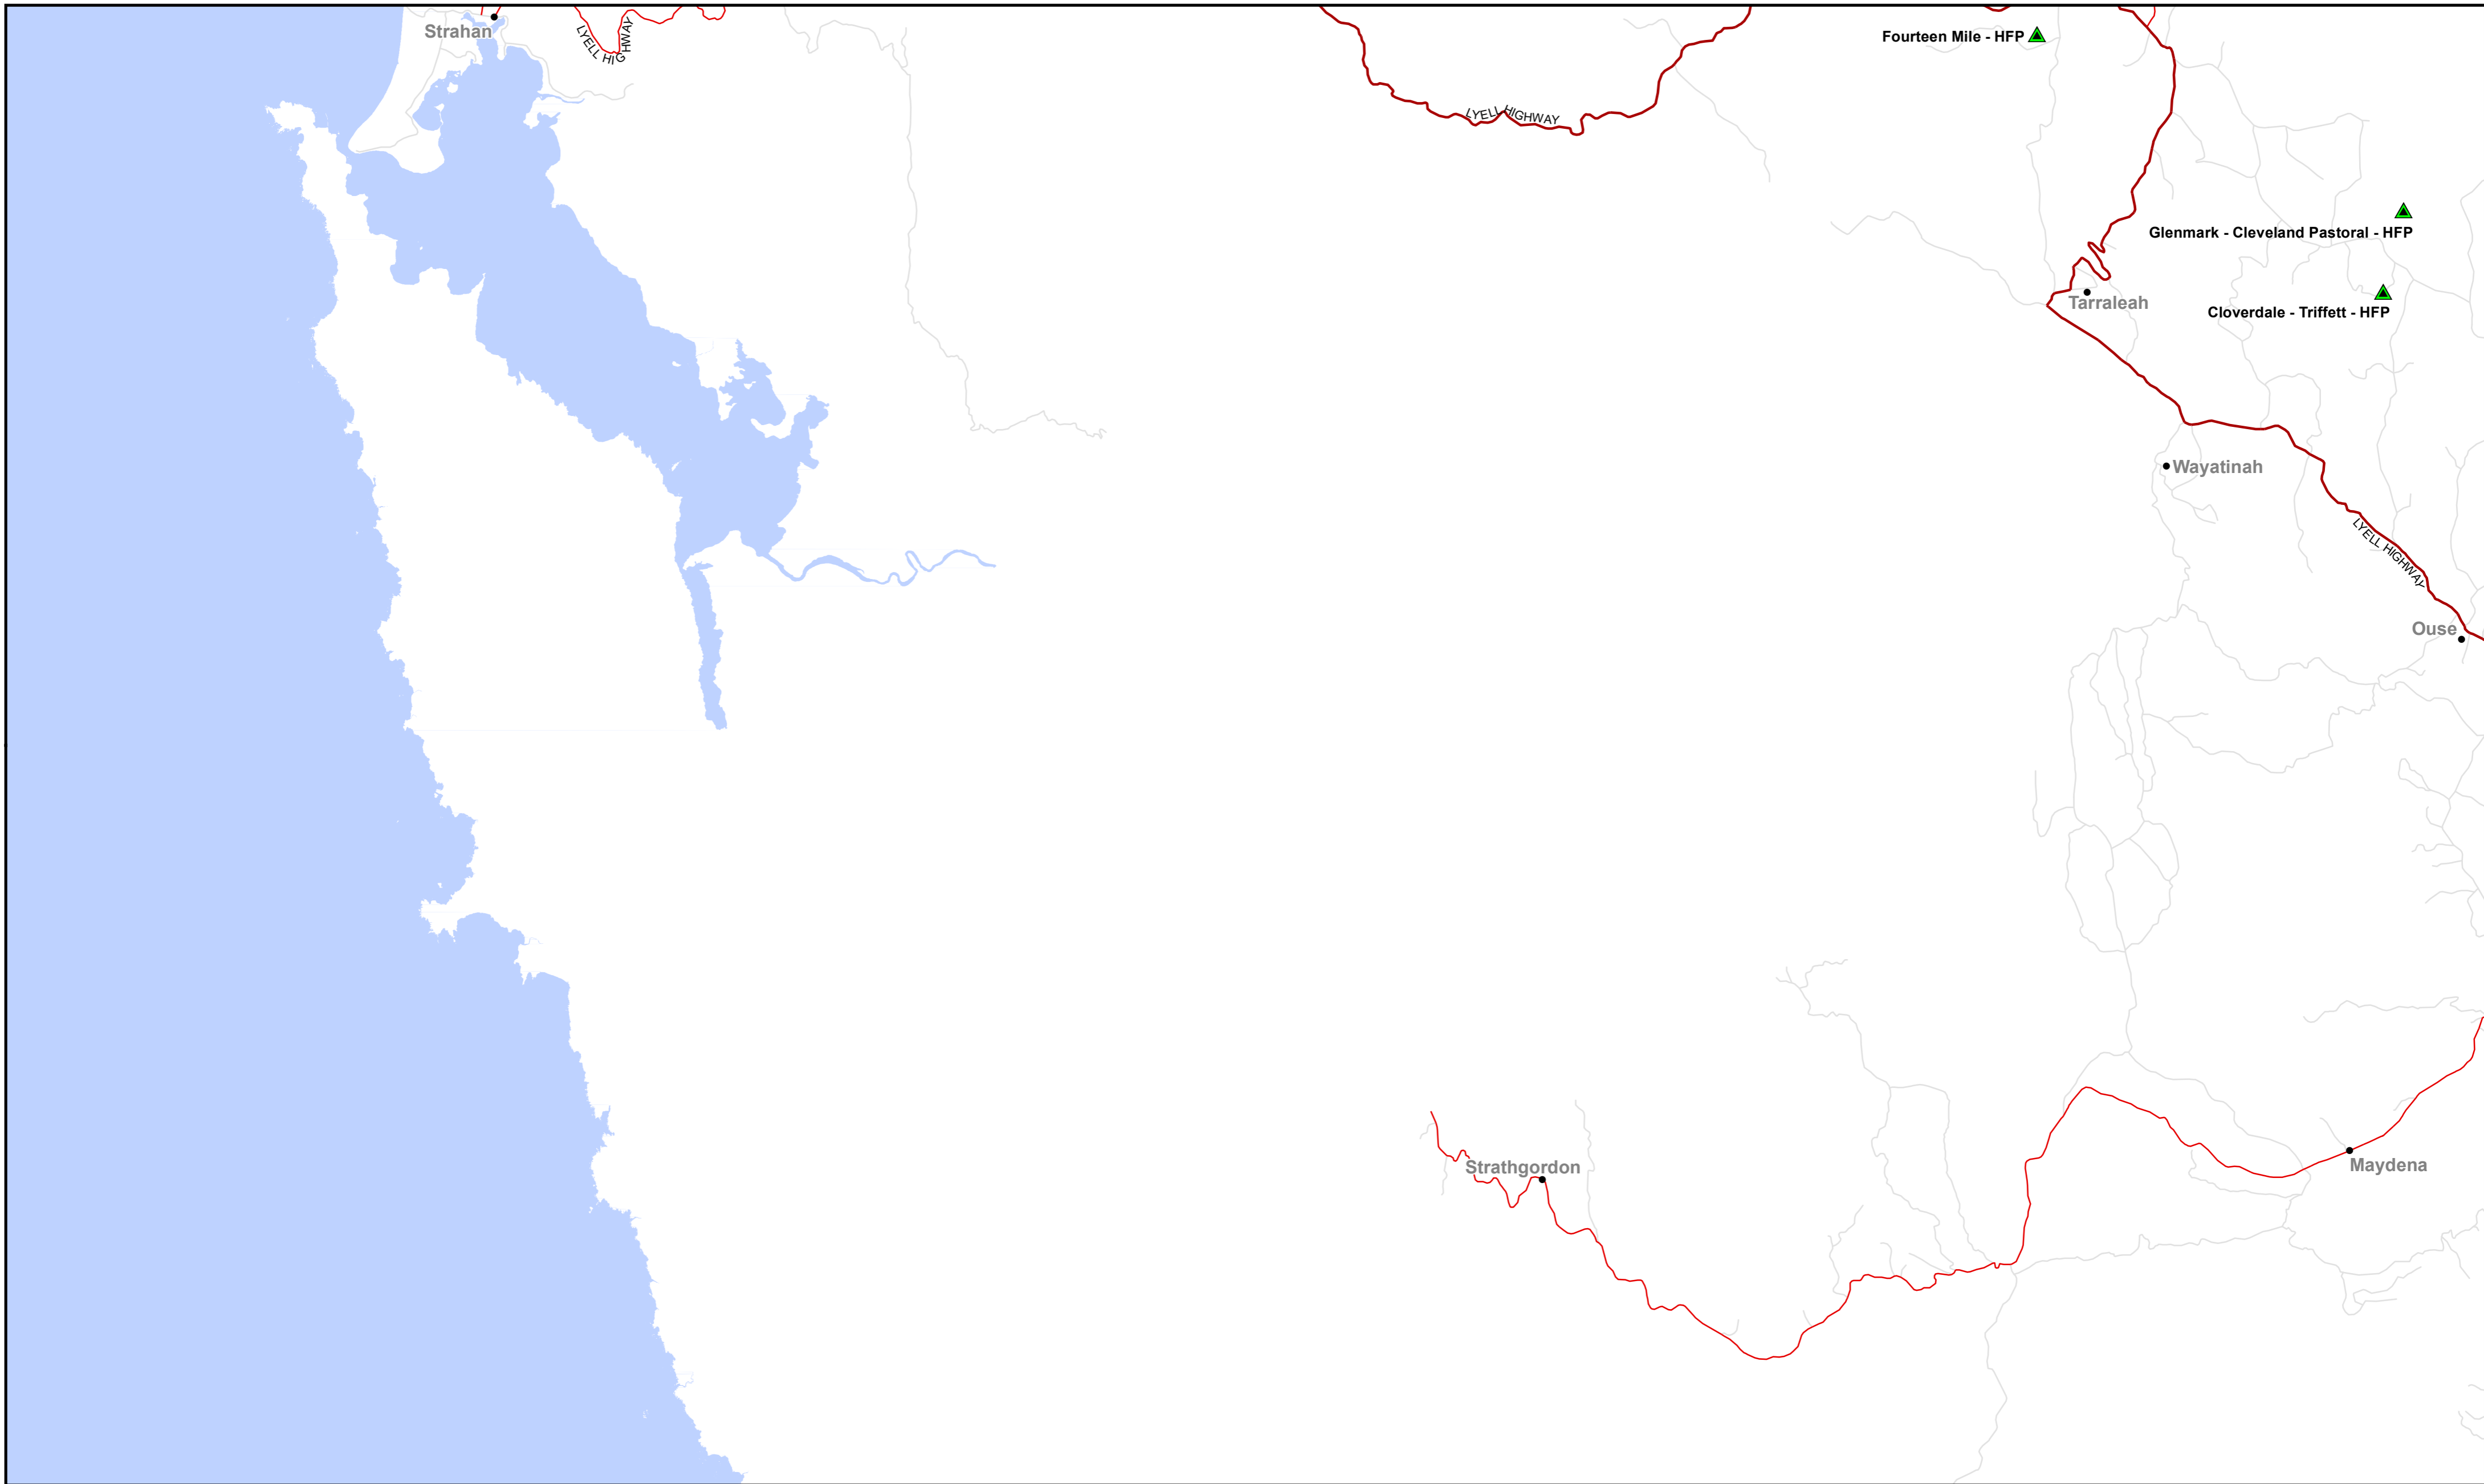 Strahan
LYELL HIGHWAY
LYELL HIGHWAY
Fourteen Mile - HFP
Glenmark - Cleveland Pastoral - HFP
Tarraleah
Cloverdale - Triffett - HFP
Wayatinah
LYELL HIGHWAY
Ouse
Strathgordon
Maydena